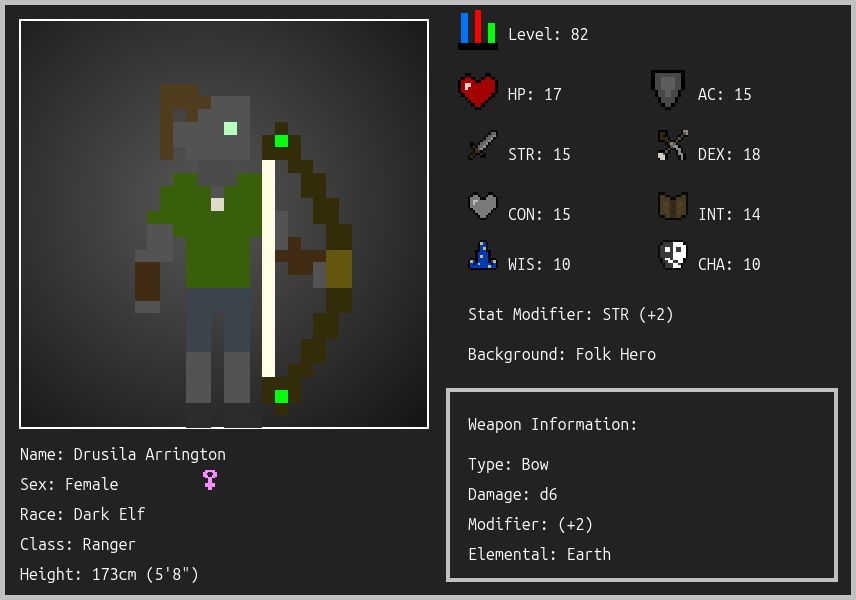 Level: 82
HP: 17
AC: 15
STR: 15
DEX: 18
CON: 15
INT: 14
WIS: 10
CHA: 10
Stat Modifier: STR (+2)
Background: Folk Hero
Weapon Information:
Type: Bow
Damage: d6
Modifier: (+2)
Elemental: Earth
Name: Drusila Arrington
Sex: Female
Race: Dark Elf
Class: Ranger
Height: 173cm (5'8")